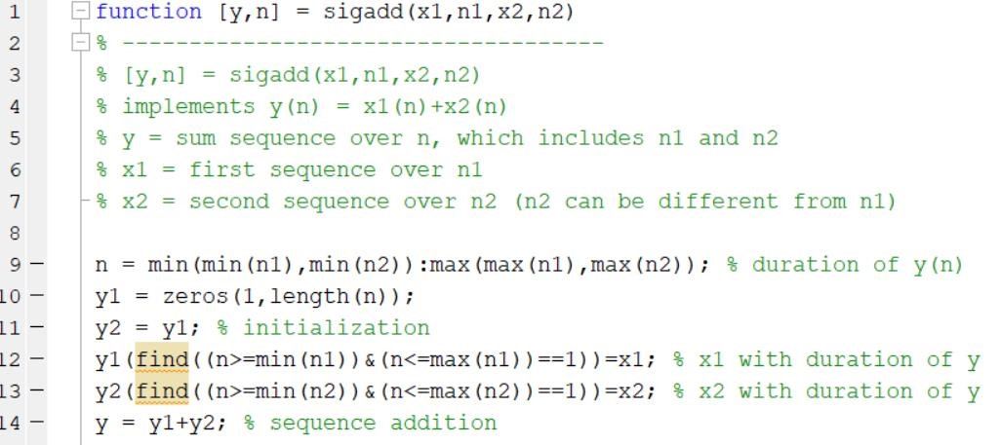 1 function [y,n] = sigadd(x1,n1,x2,n2)
2 % ------------------------------------
3 % [y,n] = sigadd(x1,n1,x2,n2)
4 % implements y(n) = x1(n)+x2(n)
5 % y = sum sequence over n, which includes n1 and n2
6 % x1 = first sequence over n1
7 % x2 = second sequence over n2 (n2 can be different from n1)
8
9 – n = min(min(n1),min(n2)):max(max(n1),max(n2)); % duration of y(n)
10 – y1 = zeros(1,length(n));
11 – y2 = y1; % initialization
12 – y1(find((n>=min(n1))&(n<=max(n1))==1))=x1; % x1 with duration of y
13 – y2(find((n>=min(n2))&(n<=max(n2))==1))=x2; % x2 with duration of y
14 – y = y1+y2; % sequence addition